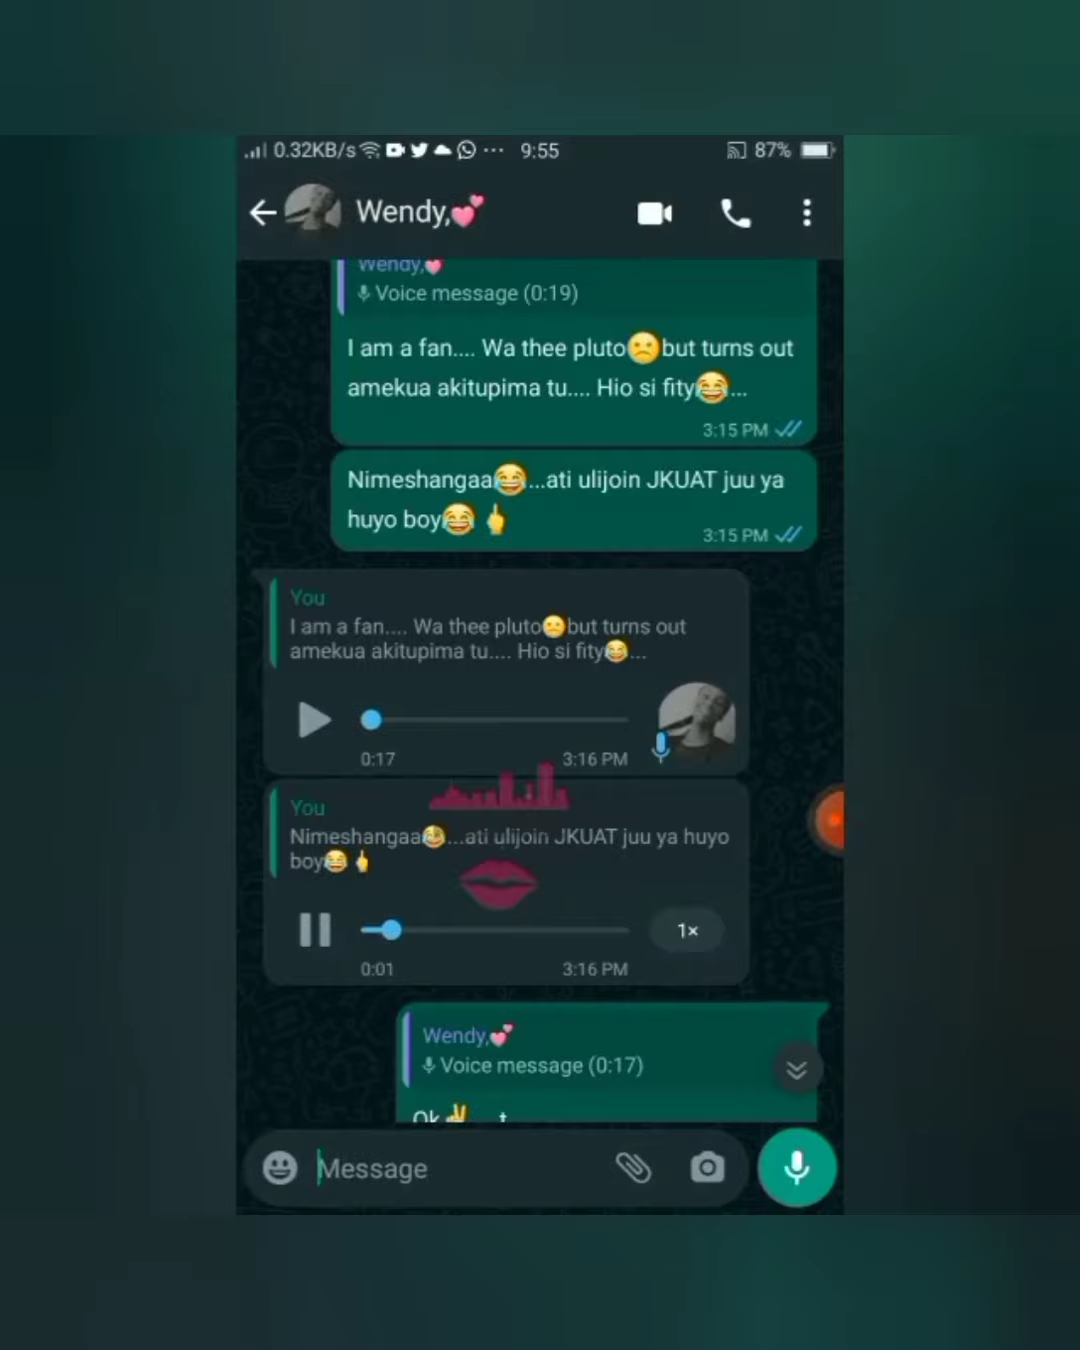 0.32KB/s ... 9:55 87%
Wendy,💕
Wendy,💕
Voice message (0:19)
I am a fan.... Wa thee pluto🙁but turns out
amekua akitupima tu.... Hio si fity😂...
3:15 PM
Nimeshangaa😂...ati ulijoin JKUAT juu ya
huyo boy😂🖕
3:15 PM
You
I am a fan.... Wa thee pluto🙁but turns out
amekua akitupima tu.... Hio si fity😂...
0:17 3:16 PM
You
Nimeshangaa😂...ati ulijoin JKUAT juu ya huyo
boy😂🖕
1×
0:01 3:16 PM
Wendy,💕
Voice message (0:17)
Ok✌
Message